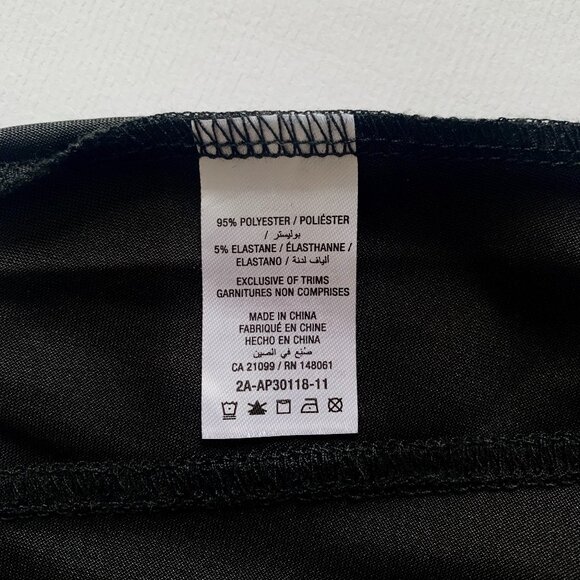 95% POLYESTER / POLIÉSTER
/ بوليستر
5% ELASTANE / ÉLASTHANNE /
ELASTANO / ألياف لدنة
EXCLUSIVE OF TRIMS
GARNITURES NON COMPRISES
MADE IN CHINA
FABRIQUÉ EN CHINE
HECHO EN CHINA
صُنِع في الصين
CA 21099 / RN 148061
2A-AP30118-11